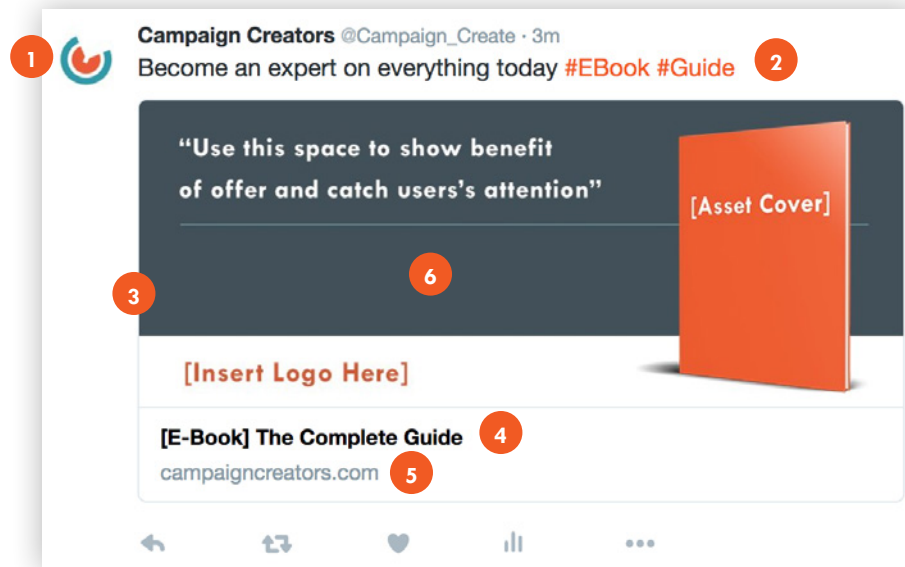 1
Campaign Creators @Campaign_Create · 3m
Become an expert on everything today #EBook #Guide
2
“Use this space to show benefit
of offer and catch users’s attention”
[Asset Cover]
6
3
[Insert Logo Here]
[E-Book] The Complete Guide
4
campaigncreators.com
5